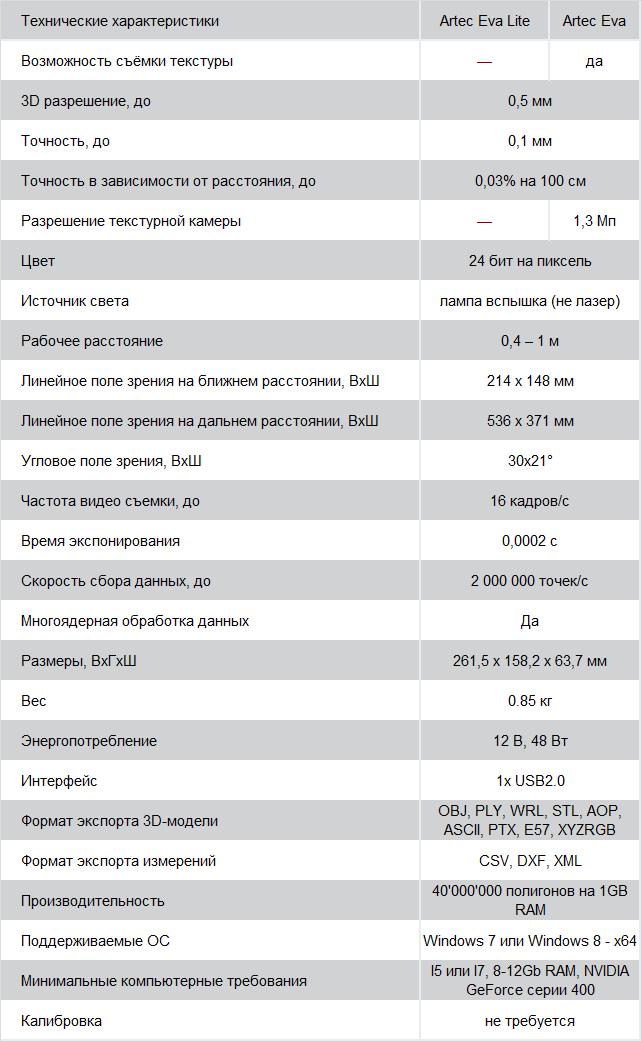 Технические характеристики Artec Eva Lite Artec Eva
Возможность съёмки текстуры — да
3D разрешение, до 0,5 мм
Точность, до 0,1 мм
Точность в зависимости от расстояния, до 0,03% на 100 см
Разрешение текстурной камеры — 1,3 Мп
Цвет 24 бит на пиксель
Источник света лампа вспышка (не лазер)
Рабочее расстояние 0,4 – 1 м
Линейное поле зрения на ближнем расстоянии, ВхШ 214 x 148 мм
Линейное поле зрения на дальнем расстоянии, ВхШ 536 x 371 мм
Угловое поле зрения, ВхШ 30x21°
Частота видео съемки, до 16 кадров/с
Время экспонирования 0,0002 с
Скорость сбора данных, до 2 000 000 точек/с
Многоядерная обработка данных Да
Размеры, ВхГхШ 261,5 x 158,2 x 63,7 мм
Вес 0.85 кг
Энергопотребление 12 В, 48 Вт
Интерфейс 1x USB2.0
Формат экспорта 3D-модели OBJ, PLY, WRL, STL, AOP,
ASCII, PTX, E57, XYZRGB
Формат экспорта измерений CSV, DXF, XML
Производительность 40'000'000 полигонов на 1GB
RAM
Поддерживаемые ОС Windows 7 или Windows 8 - x64
Минимальные компьютерные требования I5 или I7, 8-12Gb RAM, NVIDIA
GeForce серии 400
Калибровка не требуется